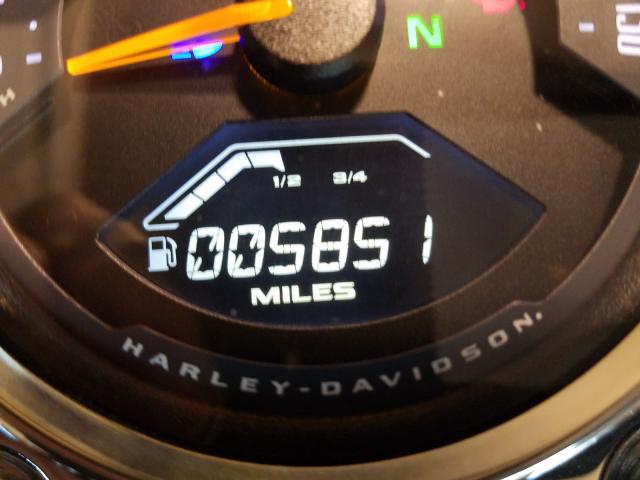 N
1/2 3/4
005851
MILES
HARLEY-DAVIDSON.